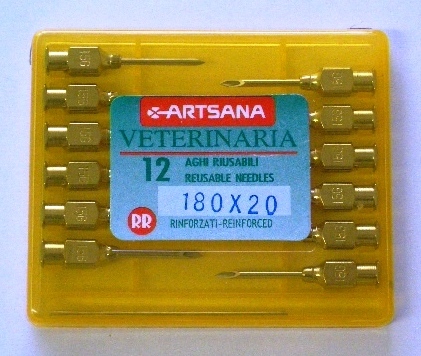 ARTSANA
VETERINARIA
12 AGHI RIUSABILI
REUSABLE NEEDLES
180X20
RR
RINFORZATI-REINFORCED